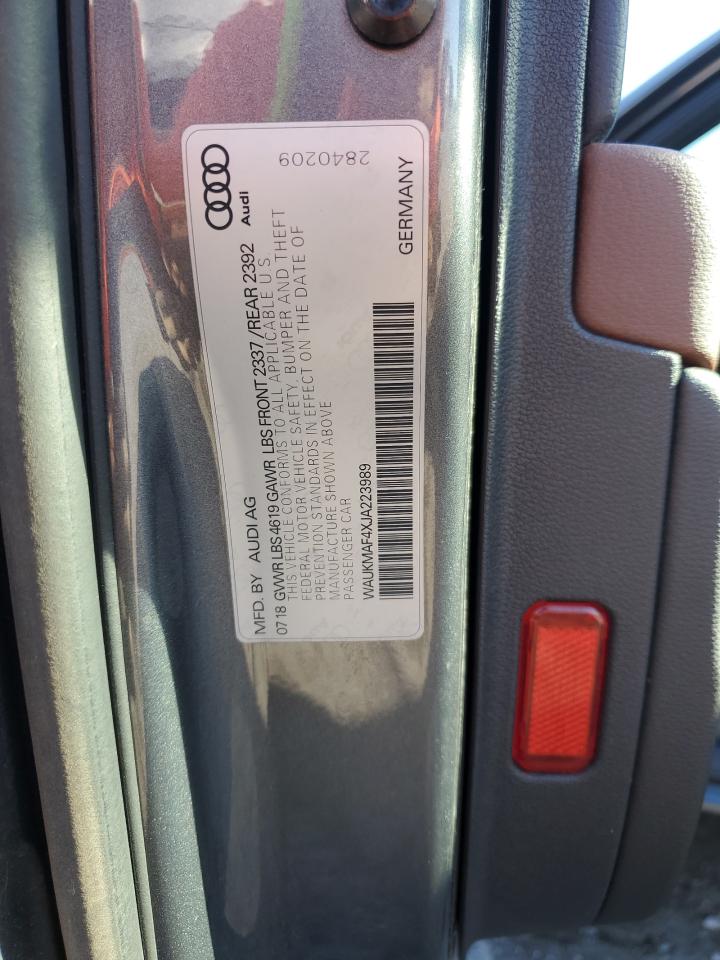 MFD. BY AUDI AG
Audi
07 18 GVWR LBS 4619 GAWR LBS FRONT 2337/REAR 2392
THIS VEHICLE CONFORMS TO ALL APPLICABLE U S
FEDERAL MOTOR VEHICLE SAFETY, BUMPER AND THEFT
PREVENTION STANDARDS IN EFFECT ON THE DATE OF
MANUFACTURE SHOWN ABOVE
PASSENGER CAR
2840209
WAUKMAF4XJA223989
GERMANY